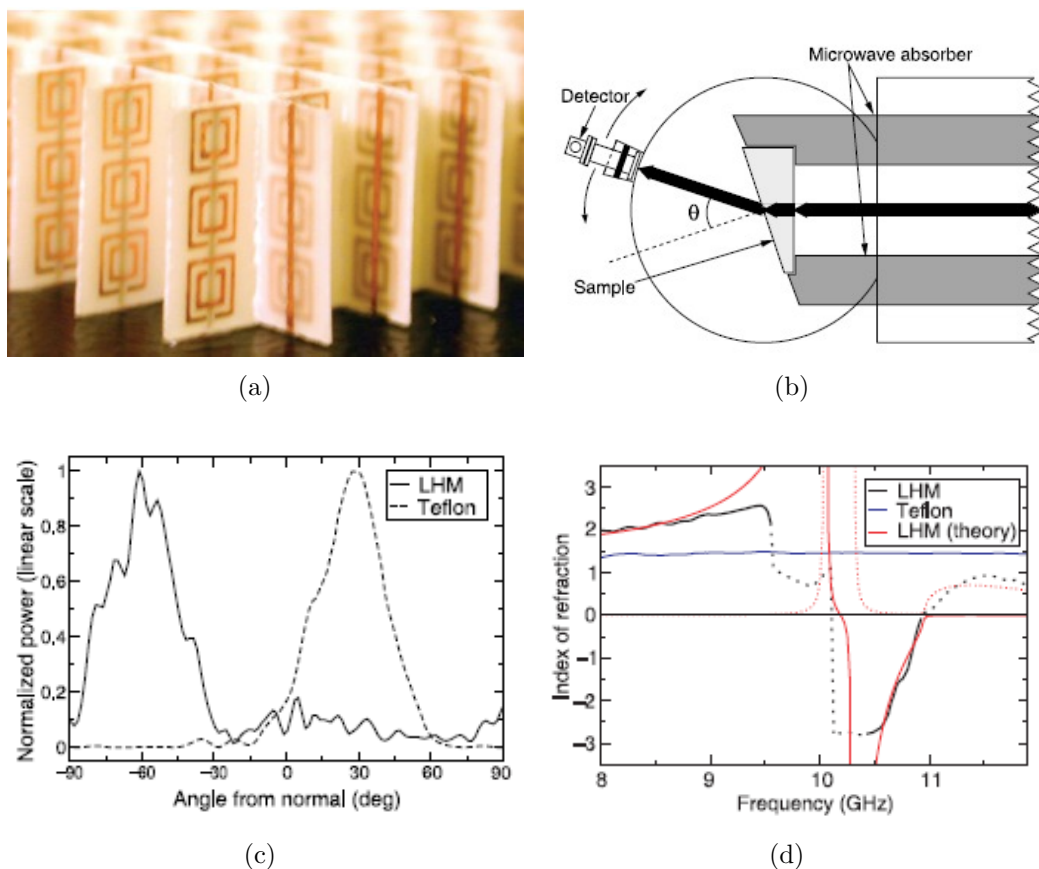 Microwave absorber
Detector
θ
Sample
(a)
(b)
Normalized power (linear scale)
1
0,8
0,6
0,4
0,2
0
LHM
Teflon
−90
−60
−30
0
30
60
90
Angle from normal (deg)
(c)
Index of refraction
3
2
1
0
−1
−2
−3
LHM
Teflon
LHM (theory)
8
9
10
11
Frequency (GHz)
(d)